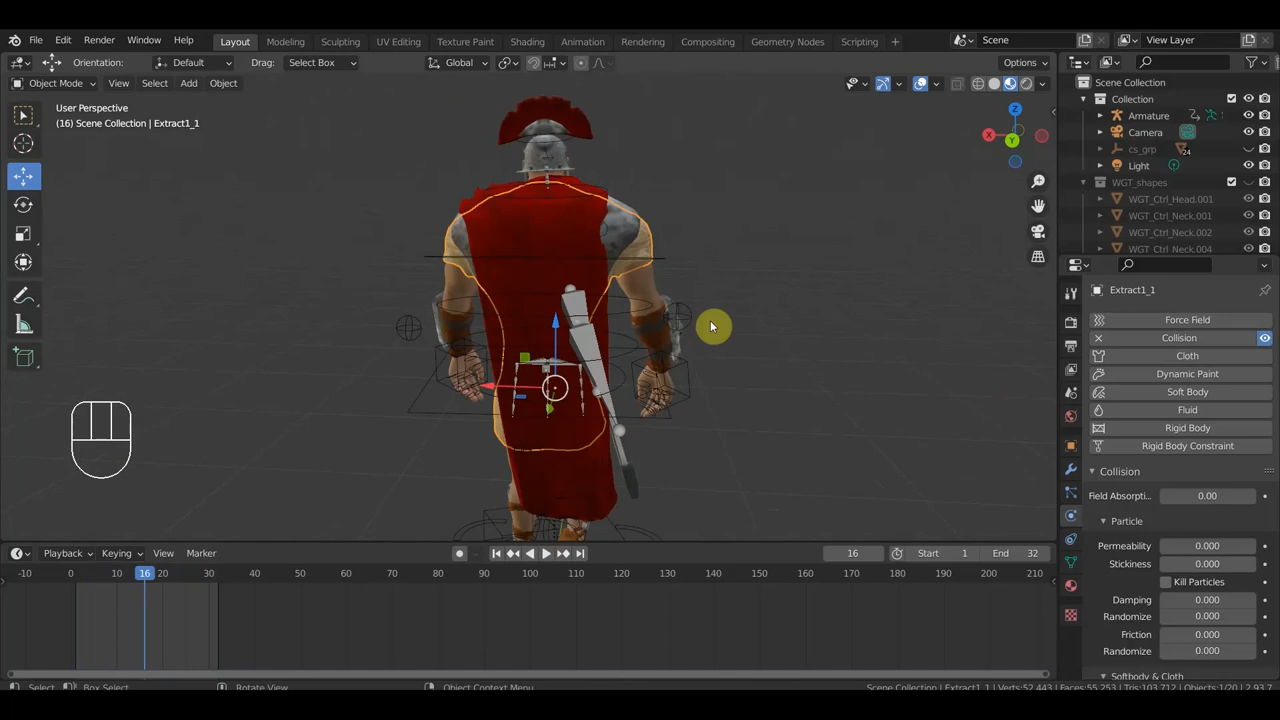 File Edit Render Window Help Layout Modeling Sculpting UV Editing Texture Paint Shading Animation Rendering Compositing Geometry Nodes Scripting + Scene View Layer
Orientation: Default Drag: Select Box Global Options
Object Mode View Select Add Object
User Perspective
(16) Scene Collection | Extract1_1
Z
X
Y
Scene Collection
Collection
Armature
Camera
cs_grp 24
Light
WGT_shapes
WGT_Ctrl_Head.001
WGT_Ctrl_Neck.001
WGT_Ctrl_Neck.002
WGT_Ctrl_Neck.004
Extract1_1
Force Field
Collision
Cloth
Dynamic Paint
Soft Body
Fluid
Rigid Body
Rigid Body Constraint
Collision
Field Absorpti... 0.00
Particle
Permeability 0.000
Stickiness 0.000
Kill Particles
Damping 0.000
Randomize 0.000
Friction 0.000
Randomize 0.000
Softbody & Cloth
Playback Keying View Marker 16 Start 1 End 32
-10 0 10 16 20 30 40 50 60 70 80 90 100 110 120 130 140 150 160 170 180 190 200 210
Select Box Select Rotate View Object Context Menu Scene Collection | Extract1_1 | Verts:52,443 | Faces:55,253 | Tris:103,712 | Objects:1/20 | 2.93.7